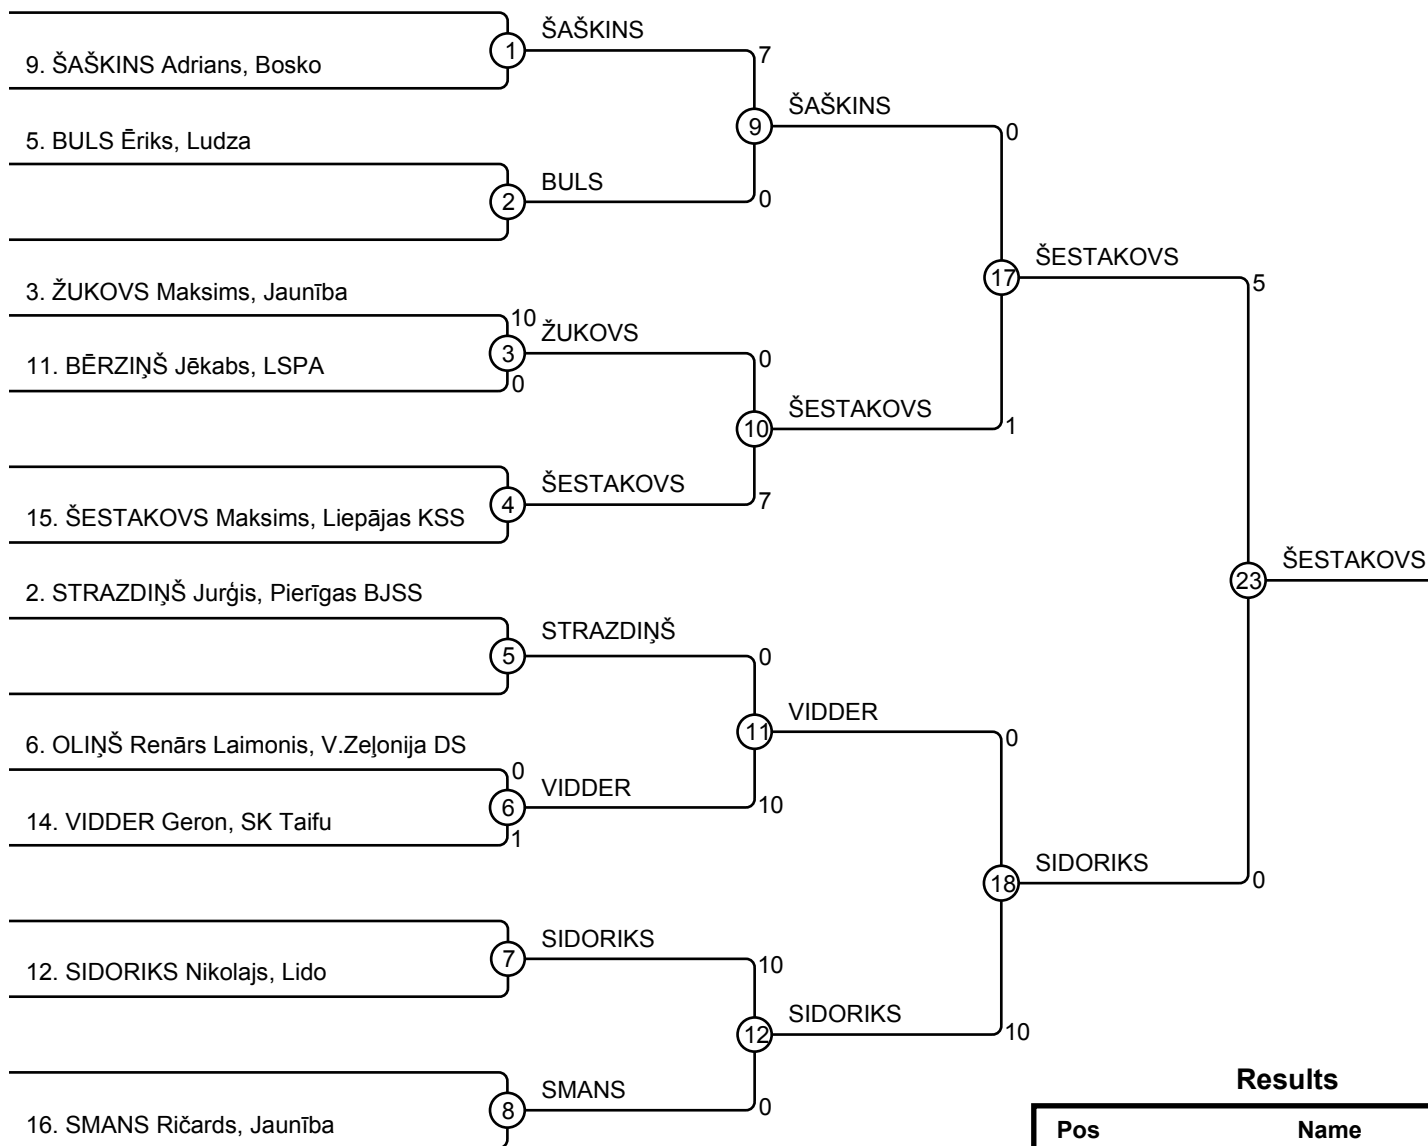 ŠAŠKINS
1
7
9. ŠAŠKINS Adrians, Bosko
ŠAŠKINS
9
0
5. BULS Ēriks, Ludza
BULS
2
0
ŠESTAKOVS
17
5
3. ŽUKOVS Maksims, Jaunība
10
ŽUKOVS
3
0
11. BĒRZIŅŠ Jēkabs, LSPA
0
ŠESTAKOVS
10
1
ŠESTAKOVS
4
7
15. ŠESTAKOVS Maksims, Liepājas KSS
ŠESTAKOVS
23
2. STRAZDIŅŠ Jurģis, Pierīgas BJSS
STRAZDIŅŠ
5
0
VIDDER
11
0
6. OLIŅŠ Renārs Laimonis, V.Zeļonija DS
0
VIDDER
6
10
14. VIDDER Geron, SK Taifu
1
SIDORIKS
18
0
SIDORIKS
7
10
12. SIDORIKS Nikolajs, Lido
SIDORIKS
12
10
SMANS
8
0
16. SMANS Ričards, Jaunība
Results
Pos Name